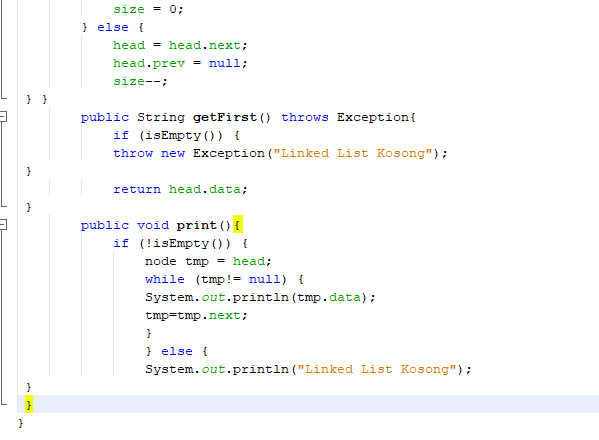 size = 0;
} else {
head = head.next;
head.prev = null;
size--;
} }
public String getFirst() throws Exception{
if (isEmpty()) {
throw new Exception("Linked List Kosong");
}
return head.data;
}
public void print(){
if (!isEmpty()) {
node tmp = head;
while (tmp!= null) {
System.out.println(tmp.data);
tmp=tmp.next;
}
} else {
System.out.println("Linked List Kosong");
}
}
}